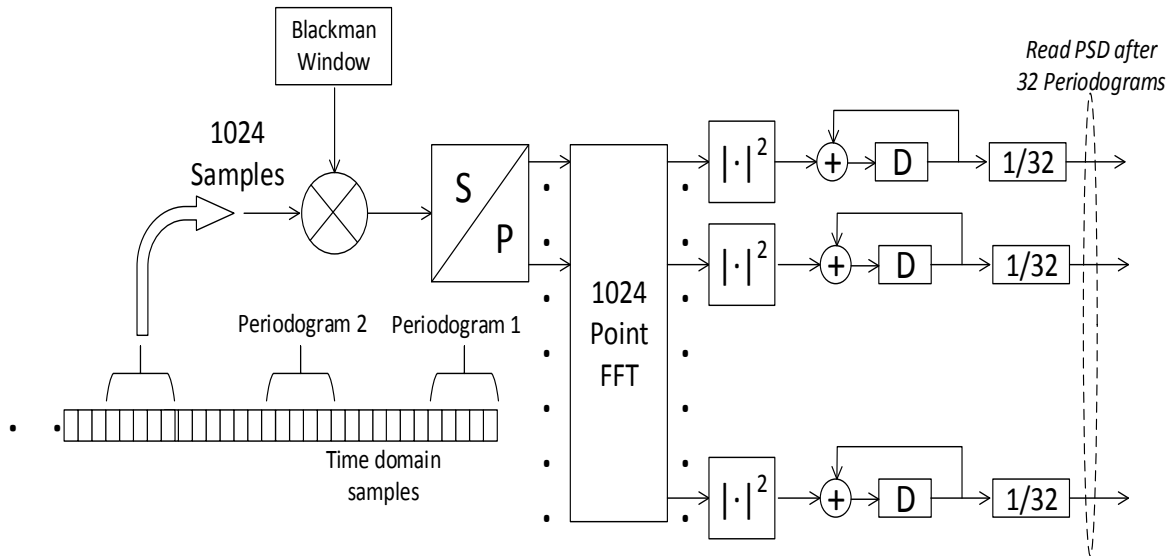 Blackman
Window
Read PSD after
32 Periodograms
1024
Samples
S
P
1024
Point
FFT
|·|²
+
D
1/32
|·|²
+
D
1/32
|·|²
+
D
1/32
Periodogram 2
Periodogram 1
Time domain
samples